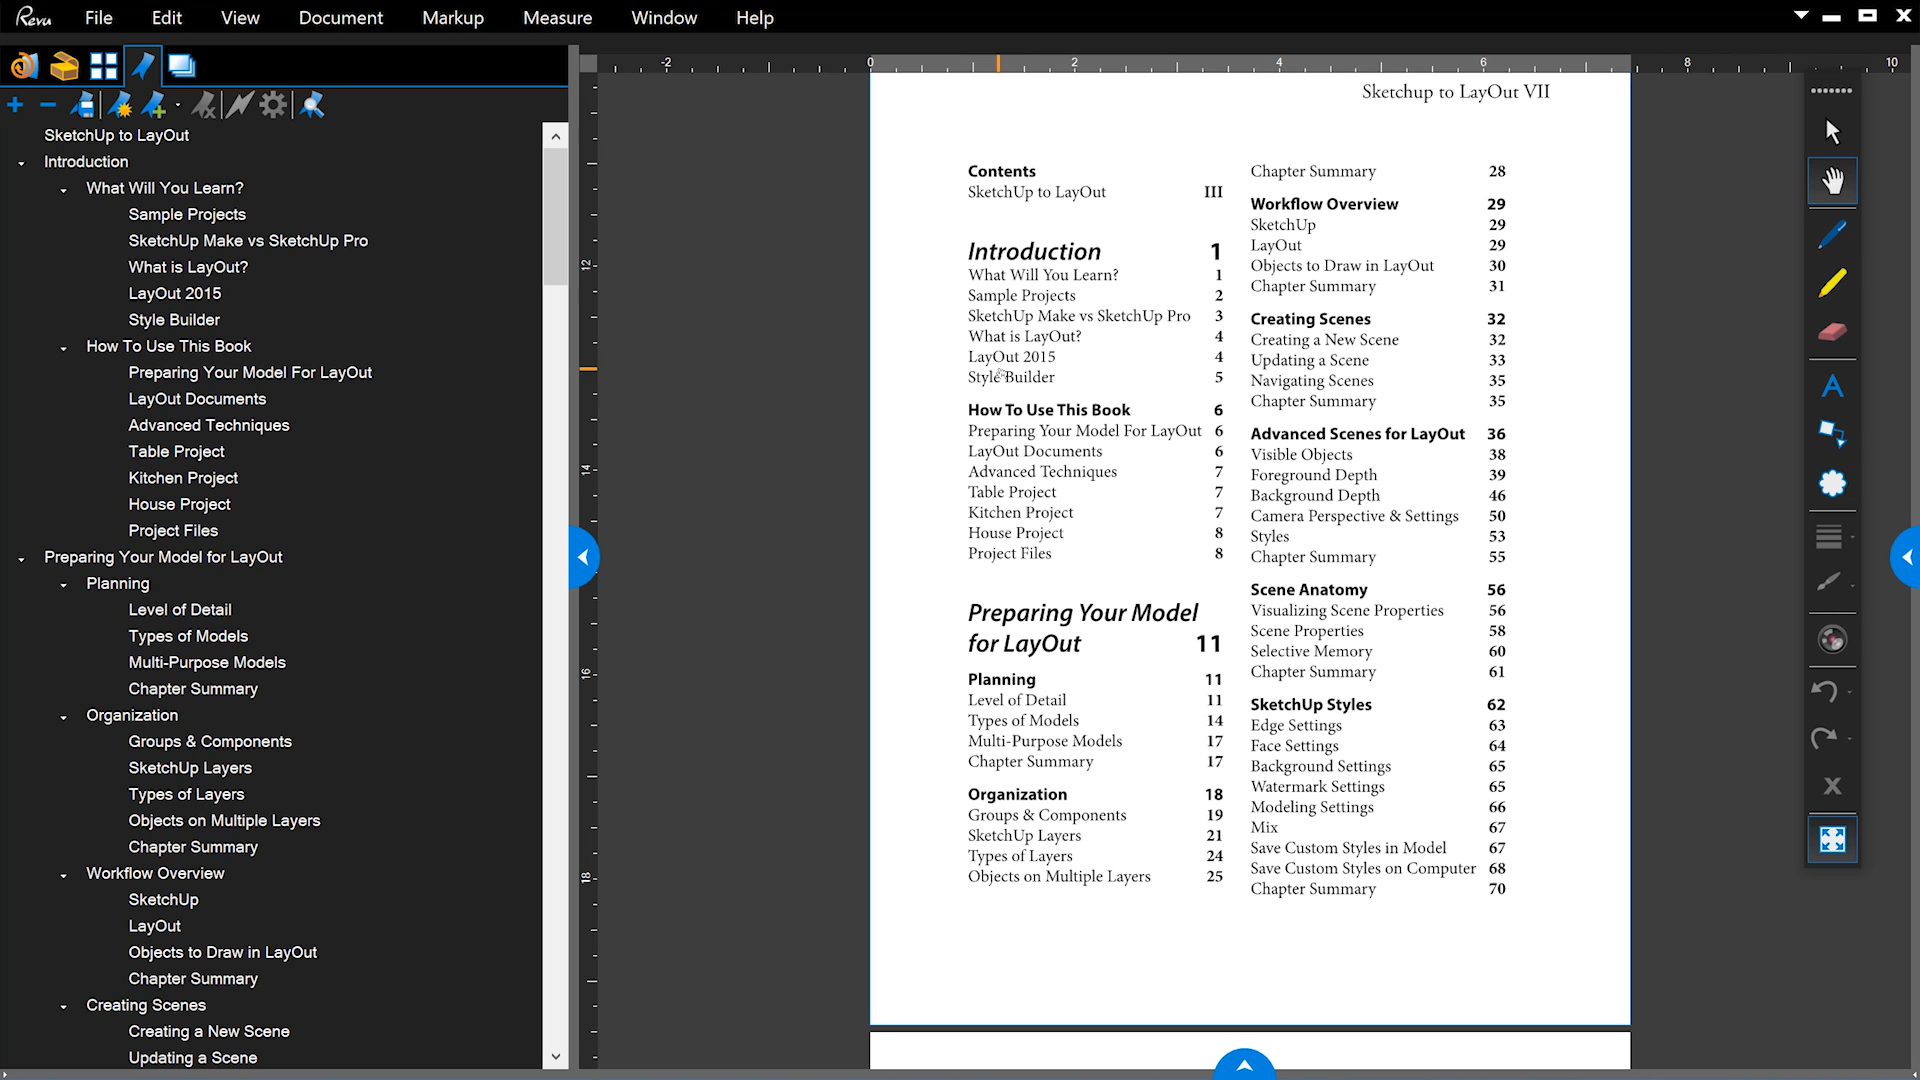 Revu File Edit View Document Markup Measure Window Help
SketchUp to LayOut
Introduction
What Will You Learn?
Sample Projects
SketchUp Make vs SketchUp Pro
What is LayOut?
LayOut 2015
Style Builder
How To Use This Book
Preparing Your Model For LayOut
LayOut Documents
Advanced Techniques
Table Project
Kitchen Project
House Project
Project Files
Preparing Your Model for LayOut
Planning
Level of Detail
Types of Models
Multi-Purpose Models
Chapter Summary
Organization
Groups & Components
SketchUp Layers
Types of Layers
Objects on Multiple Layers
Chapter Summary
Workflow Overview
SketchUp
LayOut
Objects to Draw in LayOut
Chapter Summary
Creating Scenes
Creating a New Scene
Updating a Scene
-2 0 2 4 6 8 10
12
14
16
18
Sketchup to LayOut VII
Contents
SketchUp to LayOut III
Introduction 1
What Will You Learn? 1
Sample Projects 2
SketchUp Make vs SketchUp Pro 3
What is LayOut? 4
LayOut 2015 4
Style Builder 5
How To Use This Book 6
Preparing Your Model For LayOut 6
LayOut Documents 6
Advanced Techniques 7
Table Project 7
Kitchen Project 7
House Project 8
Project Files 8
Preparing Your Model
for LayOut 11
Planning 11
Level of Detail 11
Types of Models 14
Multi-Purpose Models 17
Chapter Summary 17
Organization 18
Groups & Components 19
SketchUp Layers 21
Types of Layers 24
Objects on Multiple Layers 25
Chapter Summary 28
Workflow Overview 29
SketchUp 29
LayOut 29
Objects to Draw in LayOut 30
Chapter Summary 31
Creating Scenes 32
Creating a New Scene 32
Updating a Scene 33
Navigating Scenes 35
Chapter Summary 35
Advanced Scenes for LayOut 36
Visible Objects 38
Foreground Depth 39
Background Depth 46
Camera Perspective & Settings 50
Styles 53
Chapter Summary 55
Scene Anatomy 56
Visualizing Scene Properties 56
Scene Properties 58
Selective Memory 60
Chapter Summary 61
SketchUp Styles 62
Edge Settings 63
Face Settings 64
Background Settings 65
Watermark Settings 65
Modeling Settings 66
Mix 67
Save Custom Styles in Model 67
Save Custom Styles on Computer 68
Chapter Summary 70